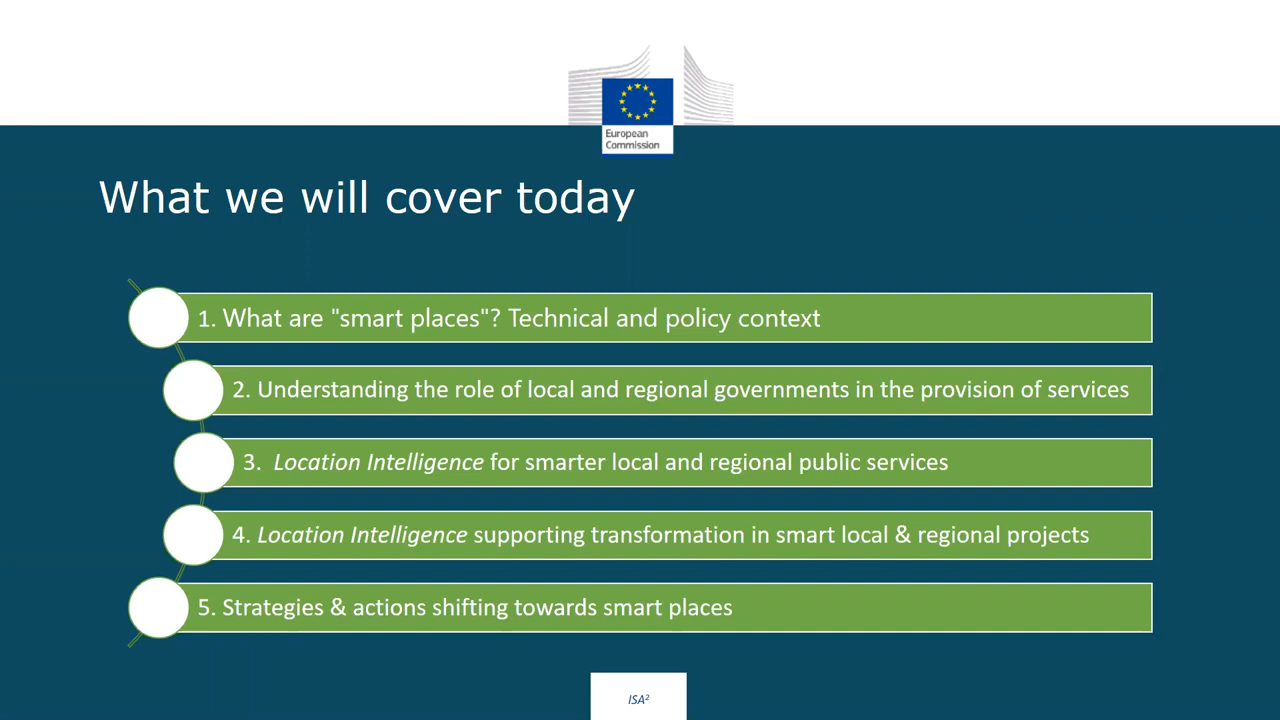 European
Commission
What we will cover today
1. What are "smart places"? Technical and policy context
2. Understanding the role of local and regional governments in the provision of services
3. Location Intelligence for smarter local and regional public services
4. Location Intelligence supporting transformation in smart local & regional projects
5. Strategies & actions shifting towards smart places
ISA²